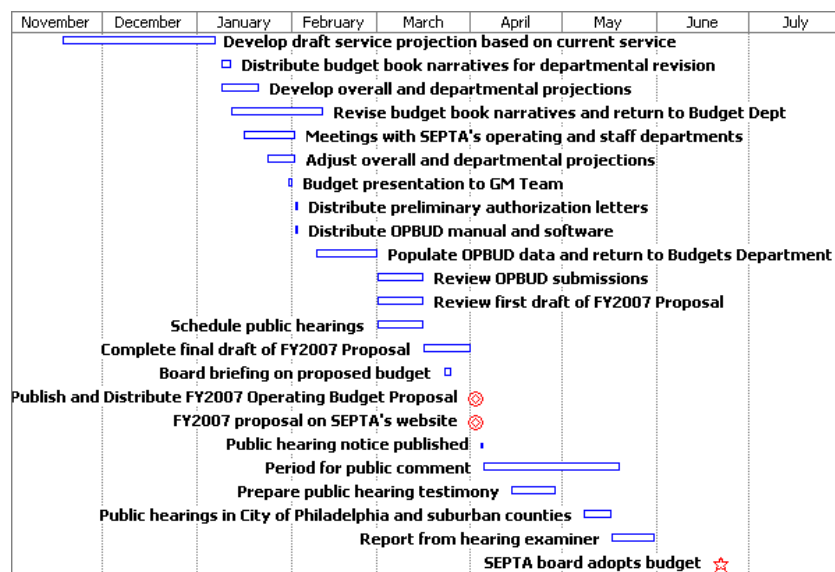 November December January February March April May June July
Develop draft service projection based on current service
Distribute budget book narratives for departmental revision
Develop overall and departmental projections
Revise budget book narratives and return to Budget Dept
Meetings with SEPTA's operating and staff departments
Adjust overall and departmental projections
Budget presentation to GM Team
Distribute preliminary authorization letters
Distribute OPBUD manual and software
Populate OPBUD data and return to Budgets Department
Review OPBUD submissions
Review first draft of FY2007 Proposal
Schedule public hearings
Complete final draft of FY2007 Proposal
Board briefing on proposed budget
Publish and Distribute FY2007 Operating Budget Proposal
FY2007 proposal on SEPTA's website
Public hearing notice published
Period for public comment
Prepare public hearing testimony
Public hearings in City of Philadelphia and suburban counties
Report from hearing examiner
SEPTA board adopts budget